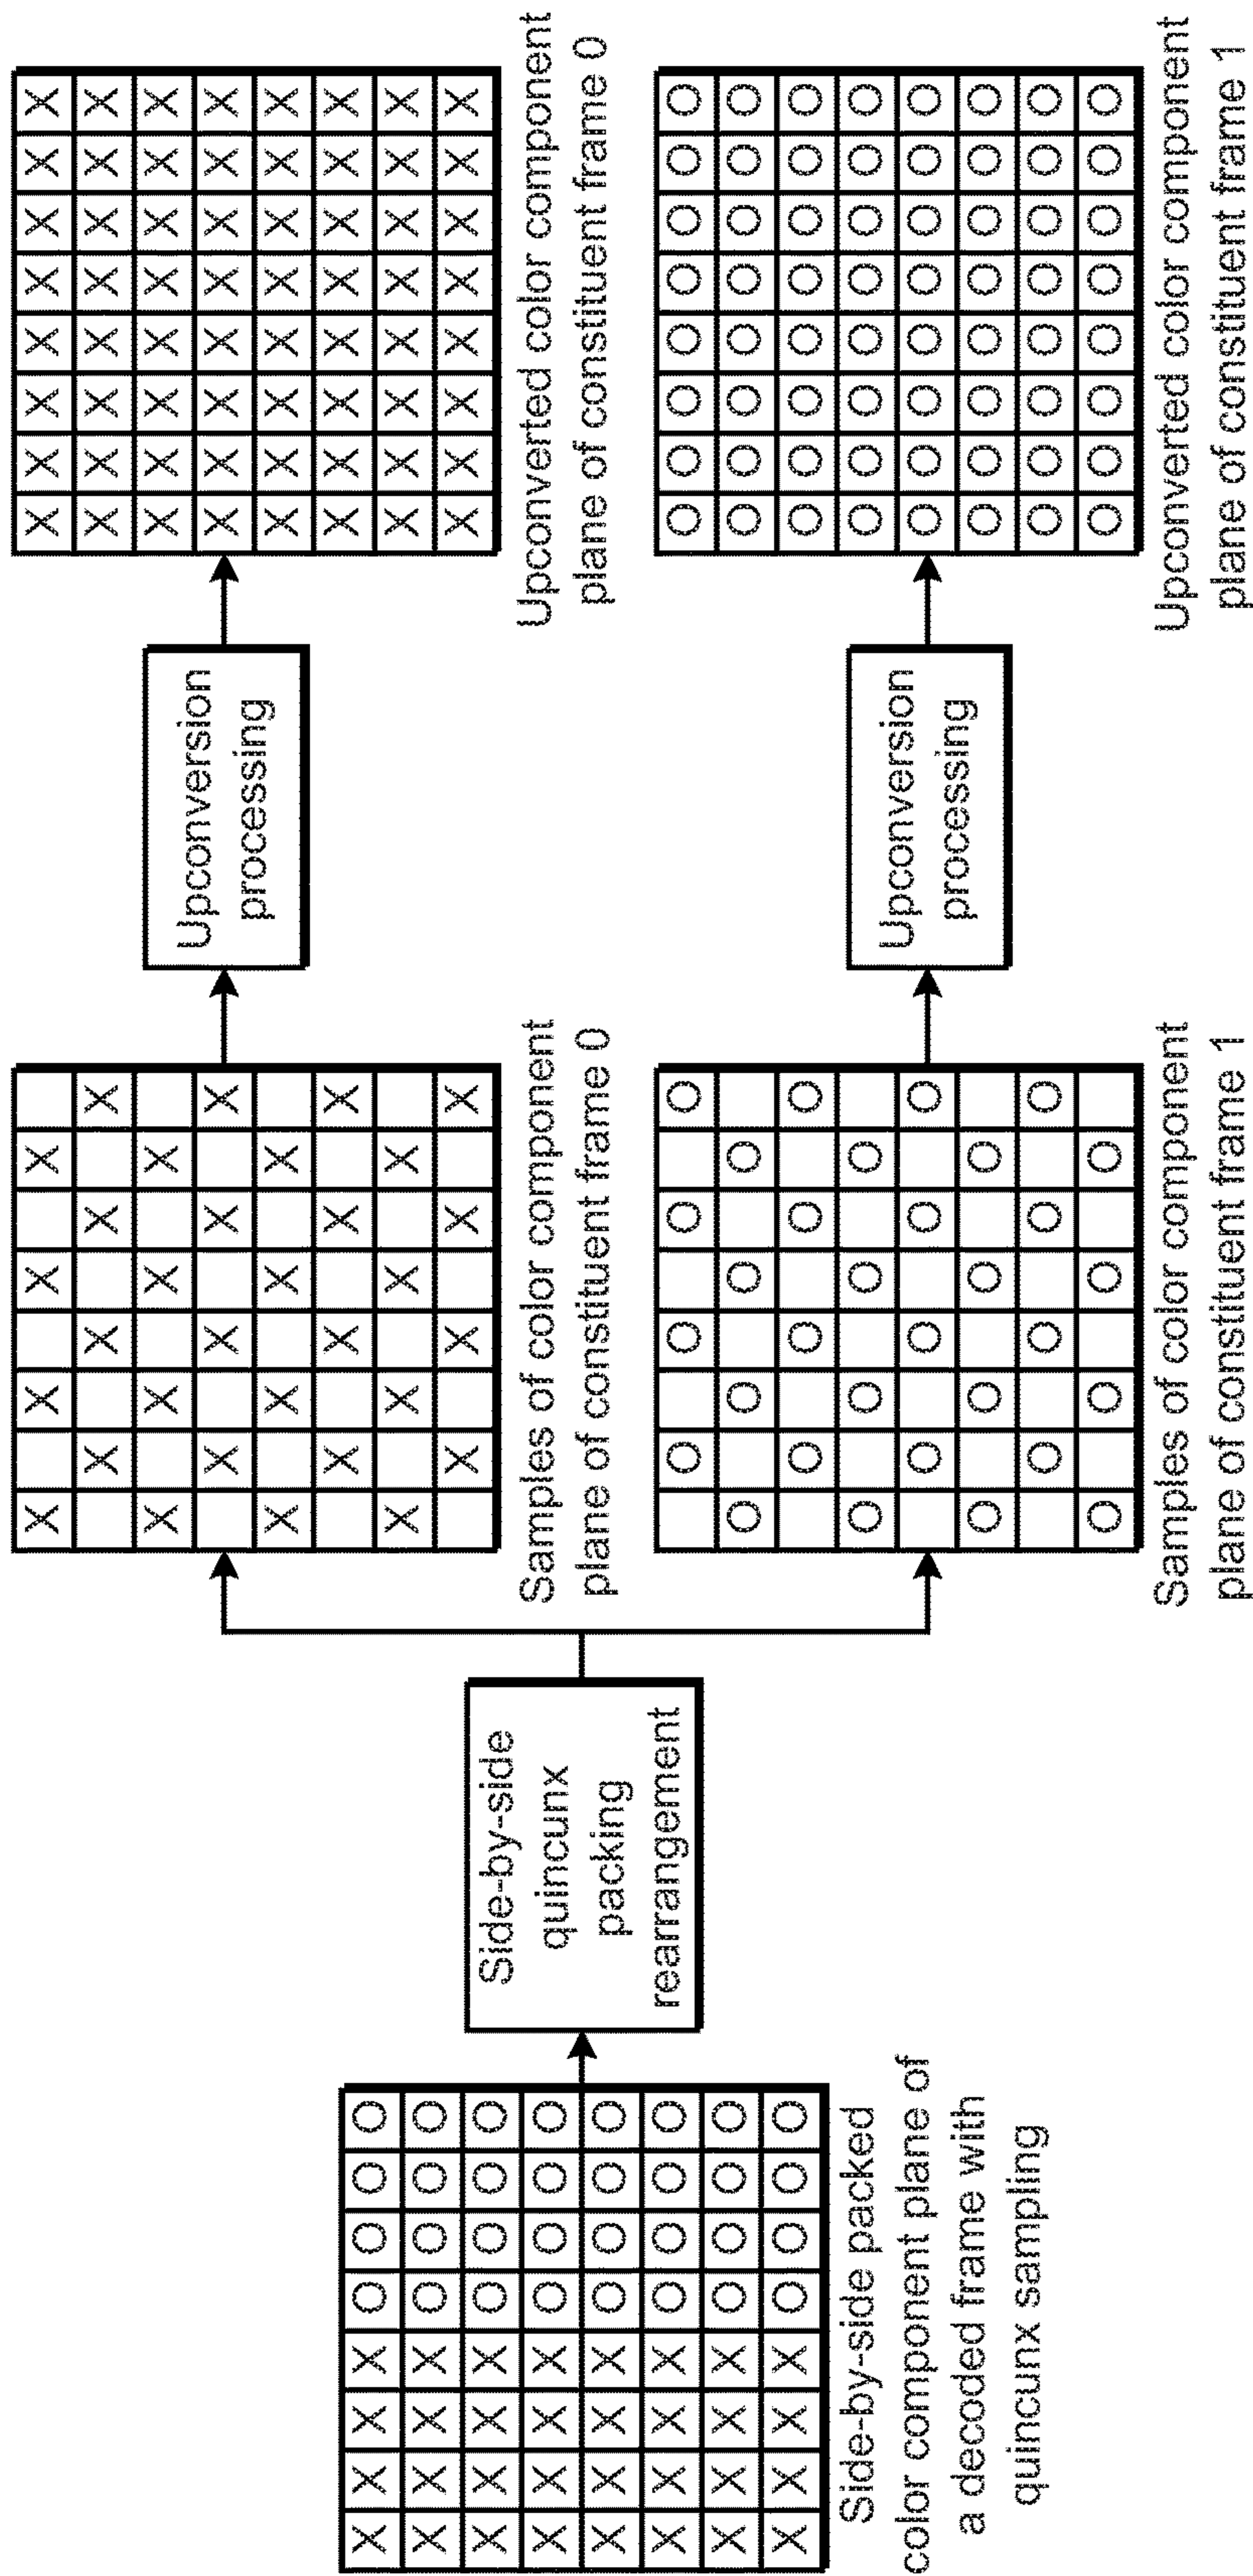 Side-by-side packed
color component plane of
a decoded frame with
quincunx sampling
Side-by-side
quincunx
packing
rearrangement
Samples of color component
plane of constituent frame 0
Upconversion
processing
Upconverted color component
plane of constituent frame 0
Samples of color component
plane of constituent frame 1
Upconversion
processing
Upconverted color component
plane of constituent frame 1